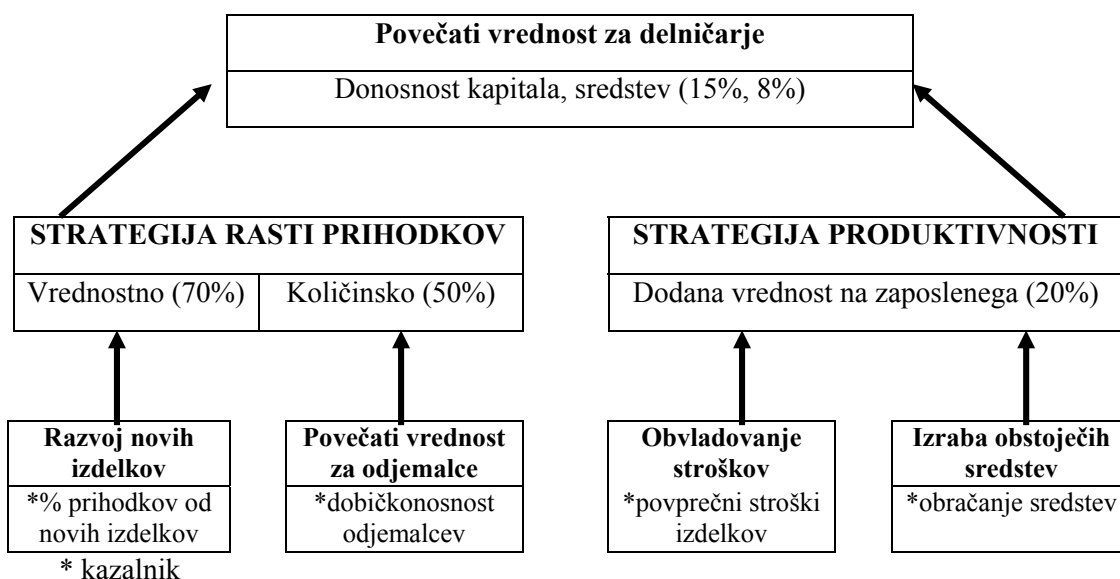 Povečati vrednost za delničarje
Donosnost kapitala, sredstev (15%, 8%)
STRATEGIJA RASTI PRIHODKOV
Vrednostno (70%)
Količinsko (50%)
STRATEGIJA PRODUKTIVNOSTI
Dodana vrednost na zaposlenega (20%)
Razvoj novih
izdelkov
*% prihodkov od
novih izdelkov
Povečati vrednost
za odjemalce
*dobičkonosnost
odjemalcev
Obvladovanje
stroškov
*povprečni stroški
izdelkov
Izraba obstoječih
sredstev
*obračanje sredstev
* kazalnik